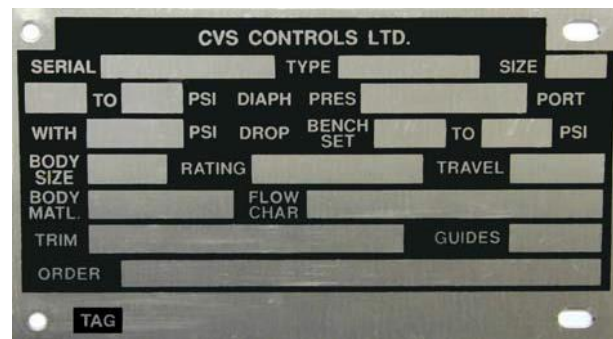 CVS CONTROLS LTD.
SERIAL TYPE SIZE
TO PSI DIAPH PRES PORT
WITH PSI DROP BENCH SET TO PSI
BODY SIZE RATING TRAVEL
BODY MATL. FLOW CHAR
TRIM GUIDES
ORDER
TAG